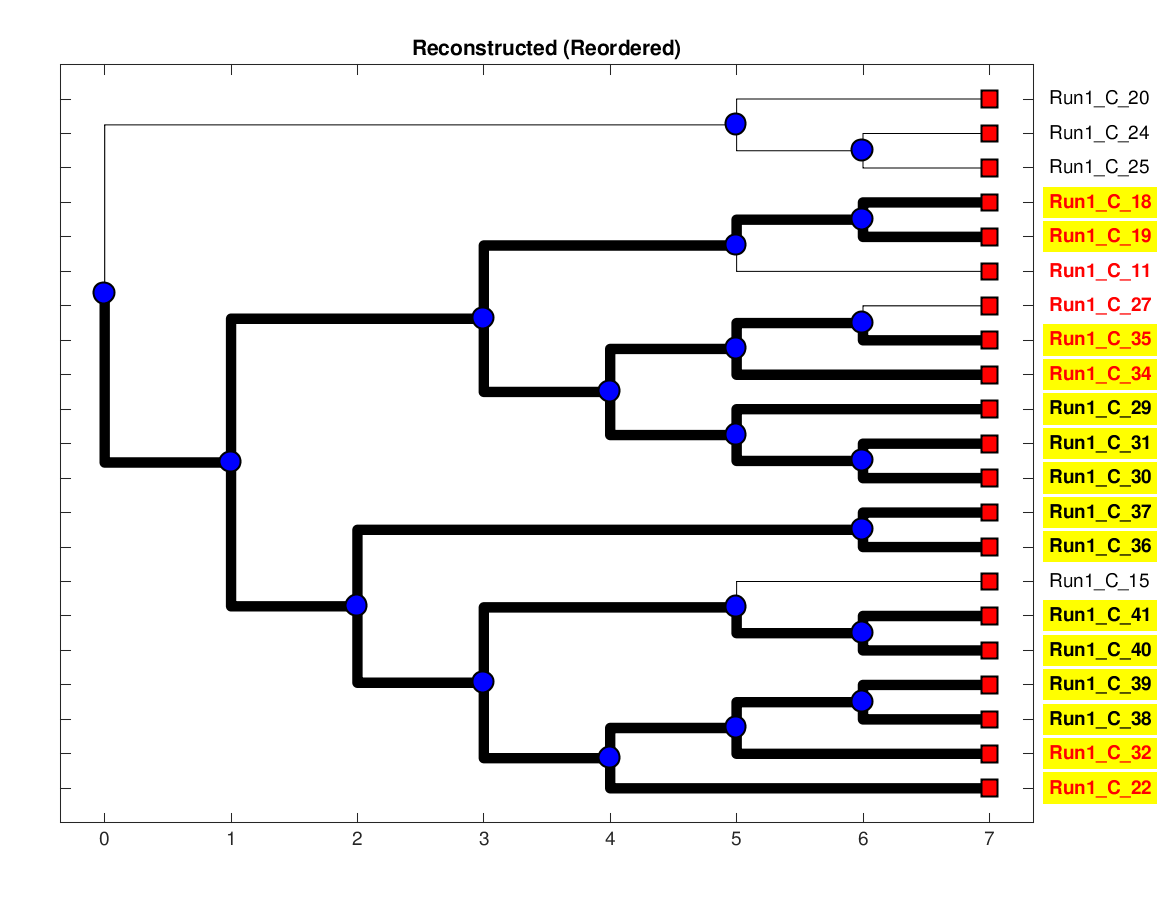 Reconstructed (Reordered)
Run1_C_20
Run1_C_24
Run1_C_25
Run1_C_18
Run1_C_19
Run1_C_11
Run1_C_27
Run1_C_35
Run1_C_34
Run1_C_29
Run1_C_31
Run1_C_30
Run1_C_37
Run1_C_36
Run1_C_15
Run1_C_41
Run1_C_40
Run1_C_39
Run1_C_38
Run1_C_32
Run1_C_22
0 1 2 3 4 5 6 7